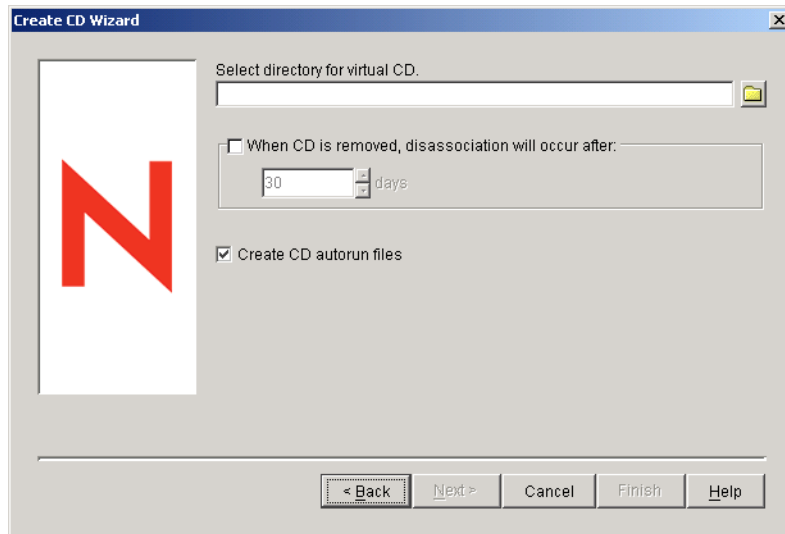 Create CD Wizard
Select directory for virtual CD.
When CD is removed, disassociation will occur after:
30 days
Create CD autorun files
< Back Next > Cancel Finish Help